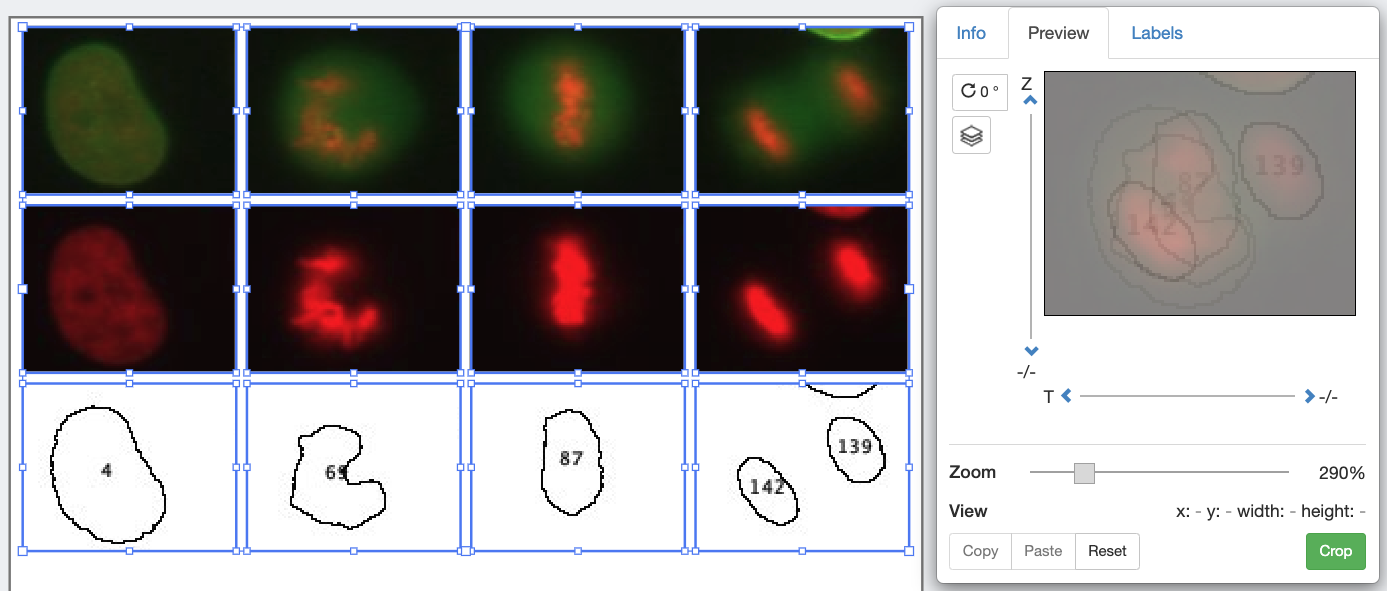 Info Preview Labels
0 °
Z
139
87
142
-/-
T -/-
4
69
87
139
142
Zoom 290%
View x: - y: - width: - height: -
Copy Paste Reset Crop